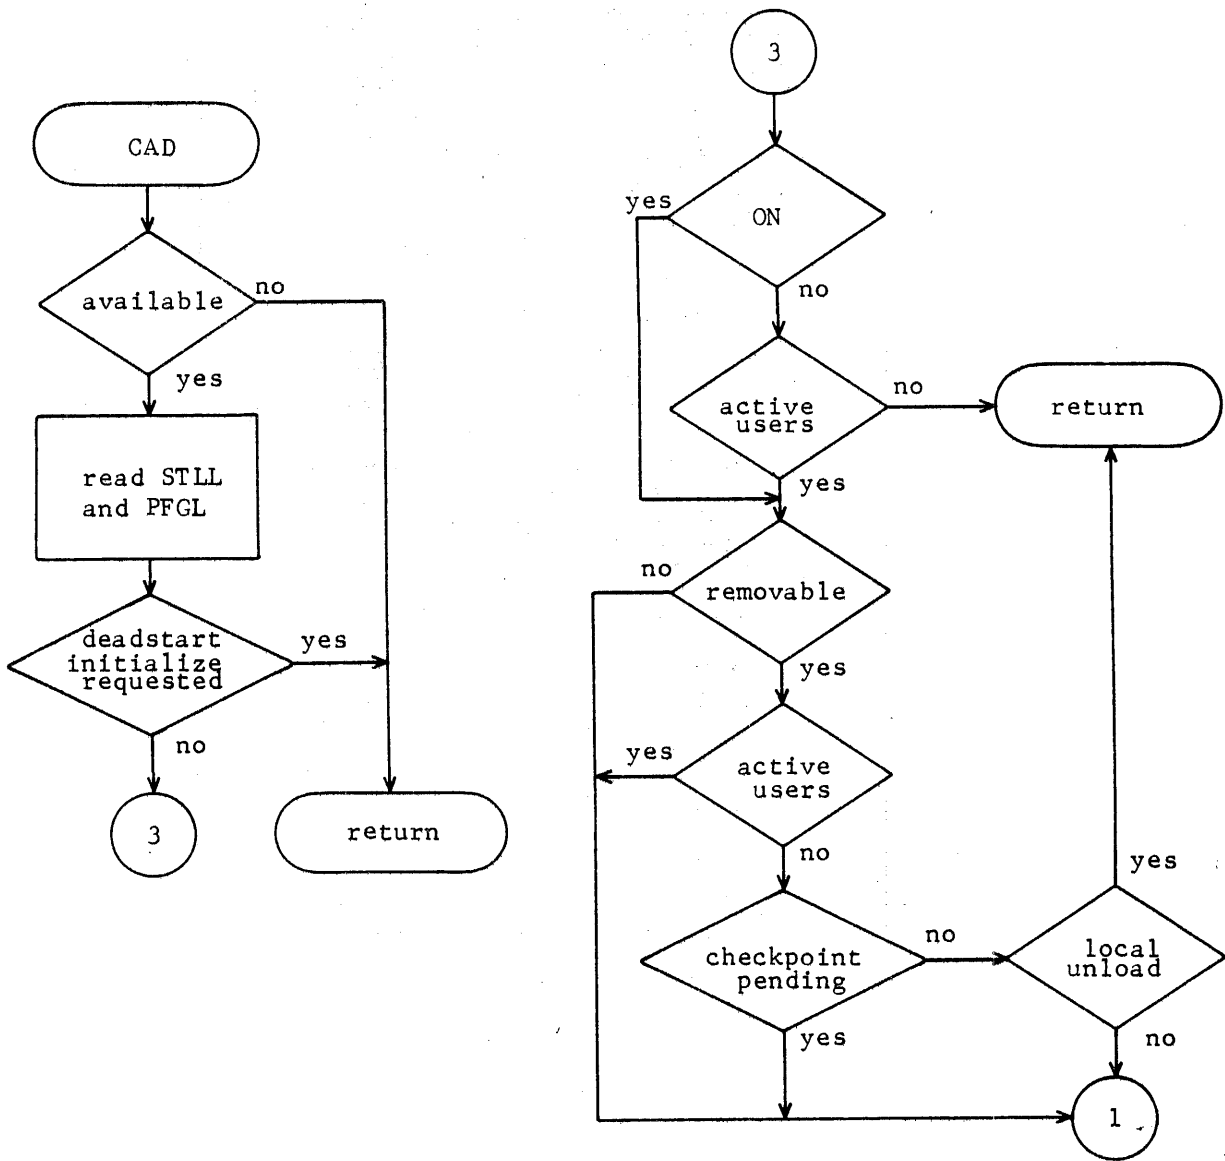 CAD
available
no
yes
read STLL
and PFGL
deadstart
initialize
requested
yes
no
3
return
3
yes
ON
no
active
users
no
return
yes
no
removable
yes
yes
active
users
no
checkpoint
pending
no
yes
local
unload
yes
no
1